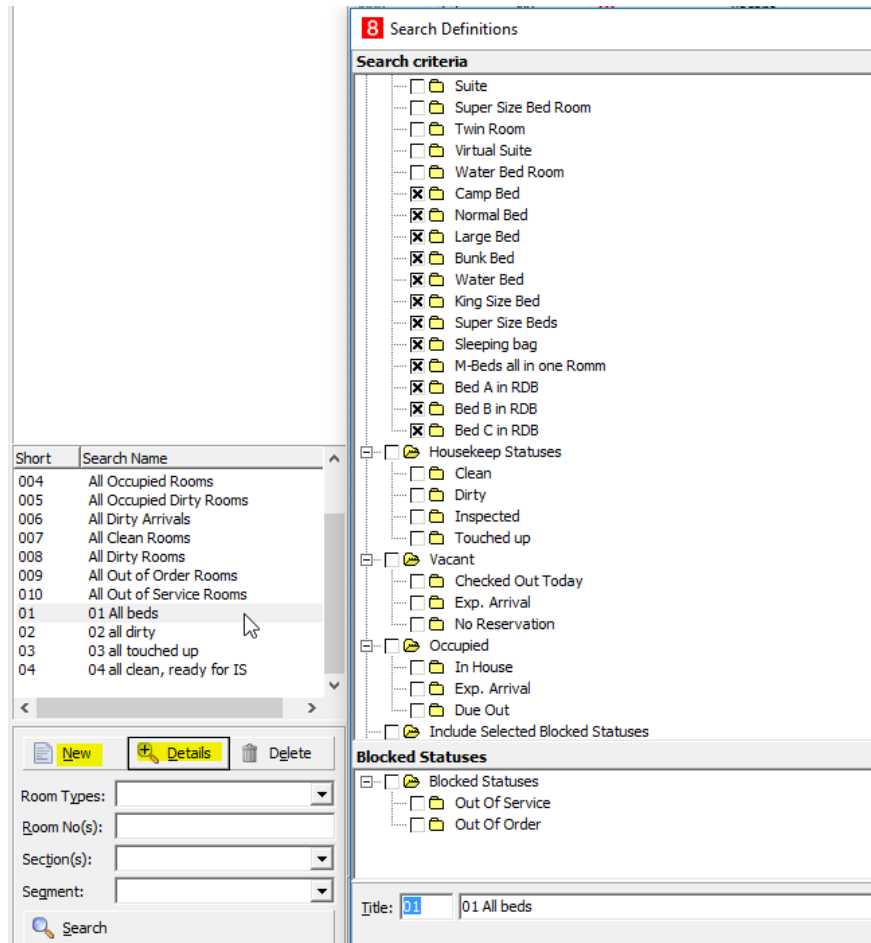 8 Search Definitions
Search criteria
Suite
Super Size Bed Room
Twin Room
Virtual Suite
Water Bed Room
Camp Bed
Normal Bed
Large Bed
Bunk Bed
Water Bed
King Size Bed
Super Size Beds
Sleeping bag
M-Beds all in one Romm
Bed A in RDB
Bed B in RDB
Bed C in RDB
Housekeep Statuses
Clean
Dirty
Inspected
Touched up
Vacant
Checked Out Today
Exp. Arrival
No Reservation
Occupied
In House
Exp. Arrival
Due Out
Include Selected Blocked Statuses
Blocked Statuses
Blocked Statuses
Out Of Service
Out Of Order
Title: 01 01 All beds
Short Search Name
004 All Occupied Rooms
005 All Occupied Dirty Rooms
006 All Dirty Arrivals
007 All Clean Rooms
008 All Dirty Rooms
009 All Out of Order Rooms
010 All Out of Service Rooms
01 01 All beds
02 02 all dirty
03 03 all touched up
04 04 all clean, ready for IS
New Details Delete
Room Types:
Room No(s):
Section(s):
Segment:
Search